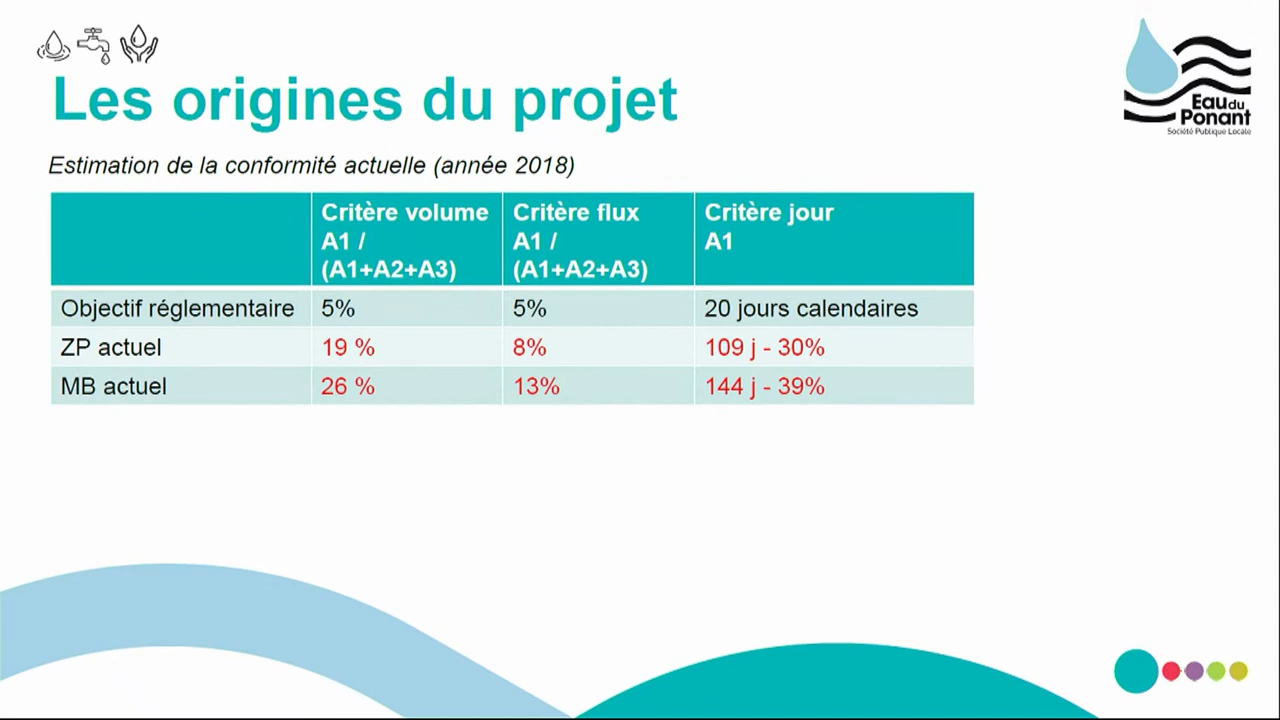 Les origines du projet
Eau du
Ponant
Société Publique Locale
Estimation de la conformité actuelle (année 2018)
Critère volume
A1 /
(A1+A2+A3)
Critère flux
A1 /
(A1+A2+A3)
Critère jour
A1
Objectif réglementaire 5% 5% 20 jours calendaires
ZP actuel 19 % 8% 109 j - 30%
MB actuel 26 % 13% 144 j - 39%